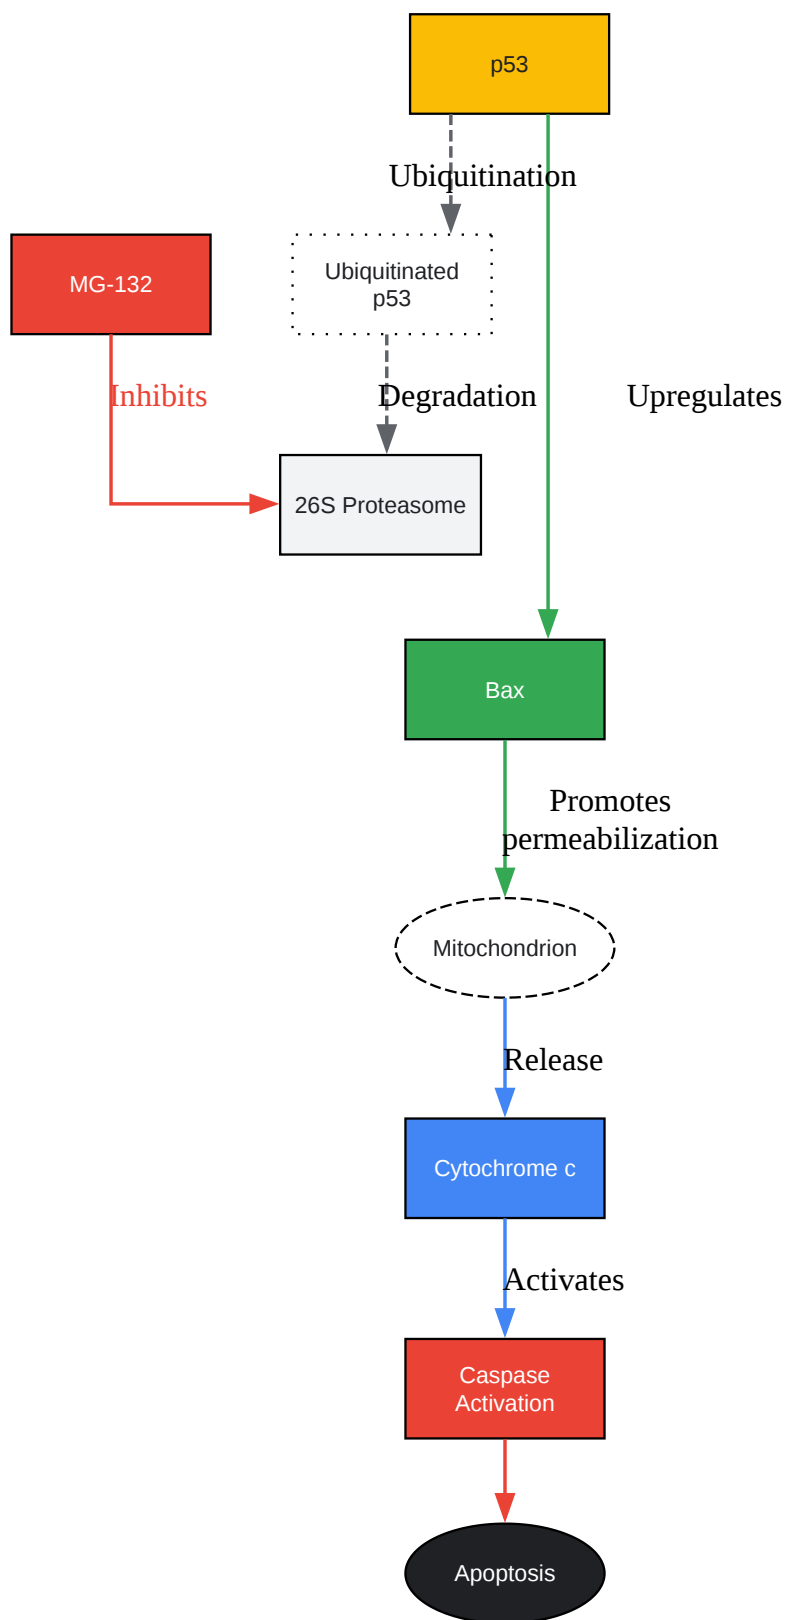 p53
Ubiquitination
MG-132
Ubiquitinated
p53
Inhibits
Degradation
Upregulates
26S Proteasome
Bax
Promotes
permeabilization
Mitochondrion
Release
Cytochrome c
Activates
Caspase
Activation
Apoptosis